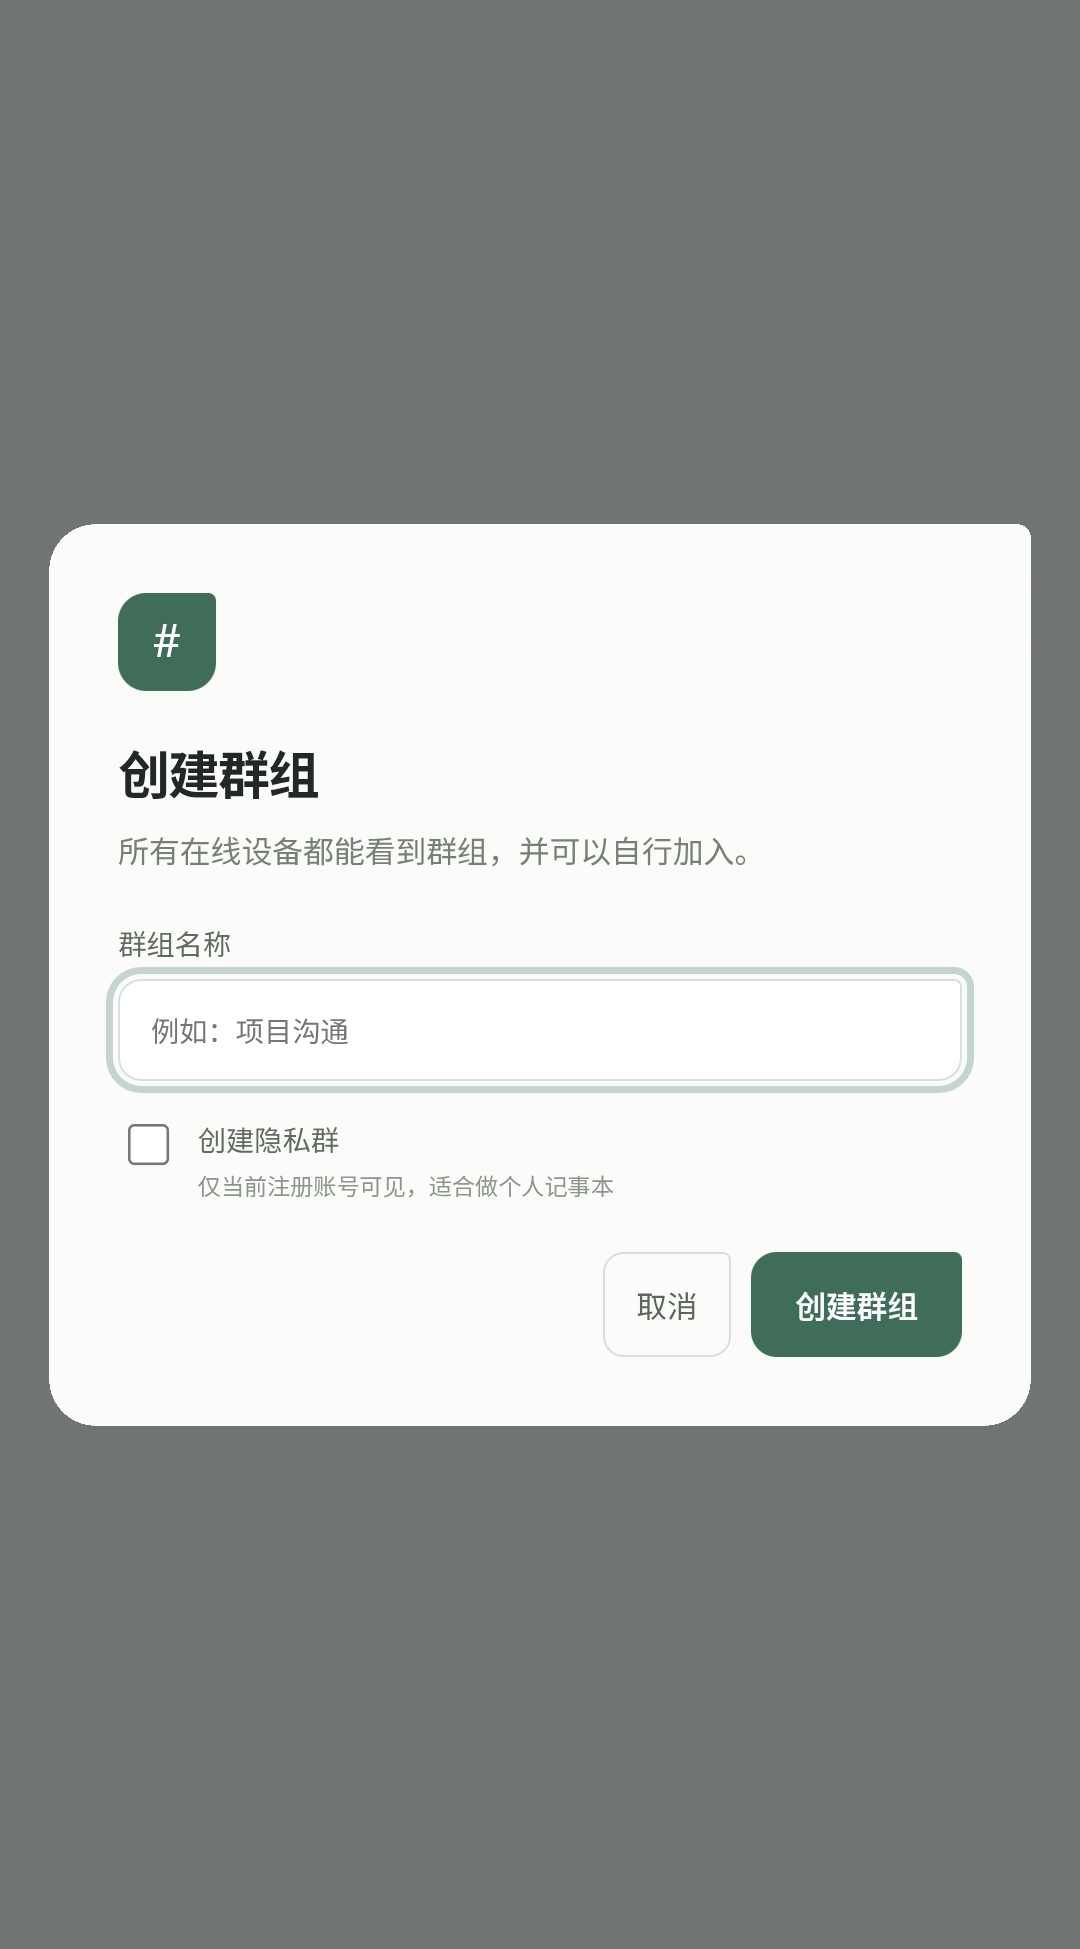 #
创建群组
所有在线设备都能看到群组，并可以自行加入。
群组名称
例如：项目沟通
创建隐私群
仅当前注册账号可见，适合做个人记事本
取消
创建群组